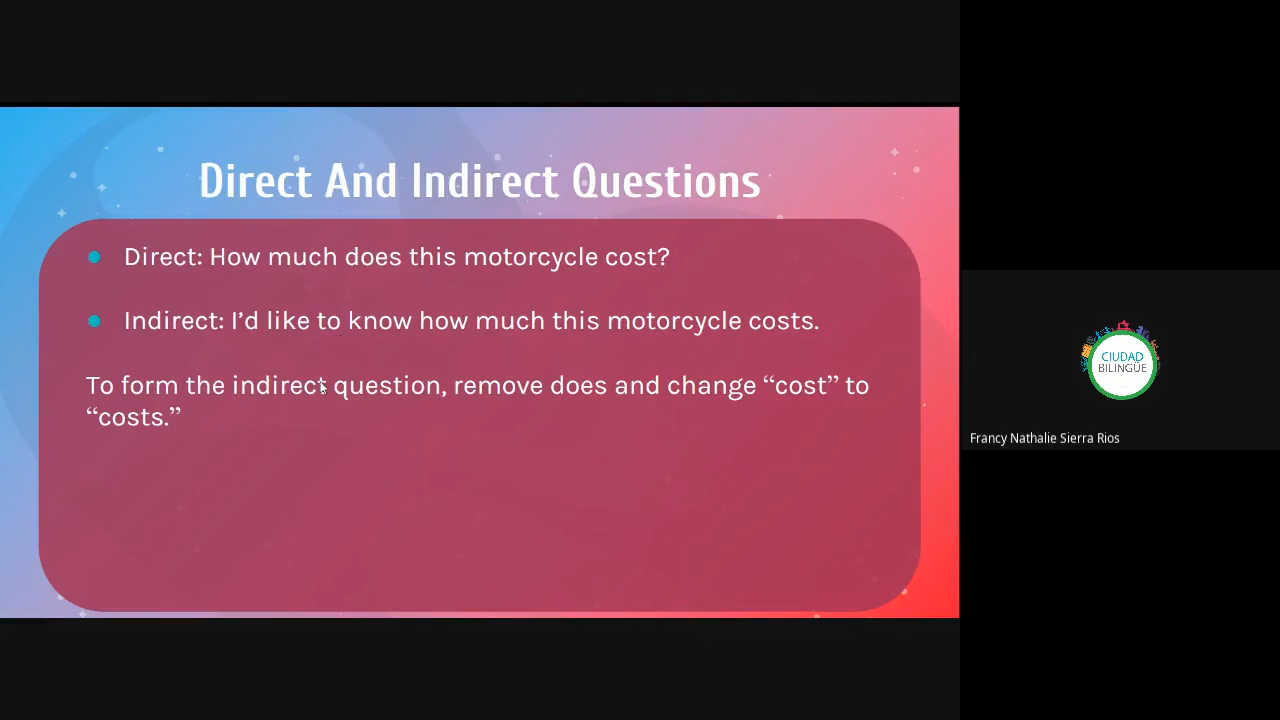 Direct And Indirect Questions
Direct: How much does this motorcycle cost?
Indirect: I’d like to know how much this motorcycle costs.
To form the indirect question, remove does and change “cost” to
“costs.”
CIUDAD
BILINGÜE
Francy Nathalie Sierra Rios